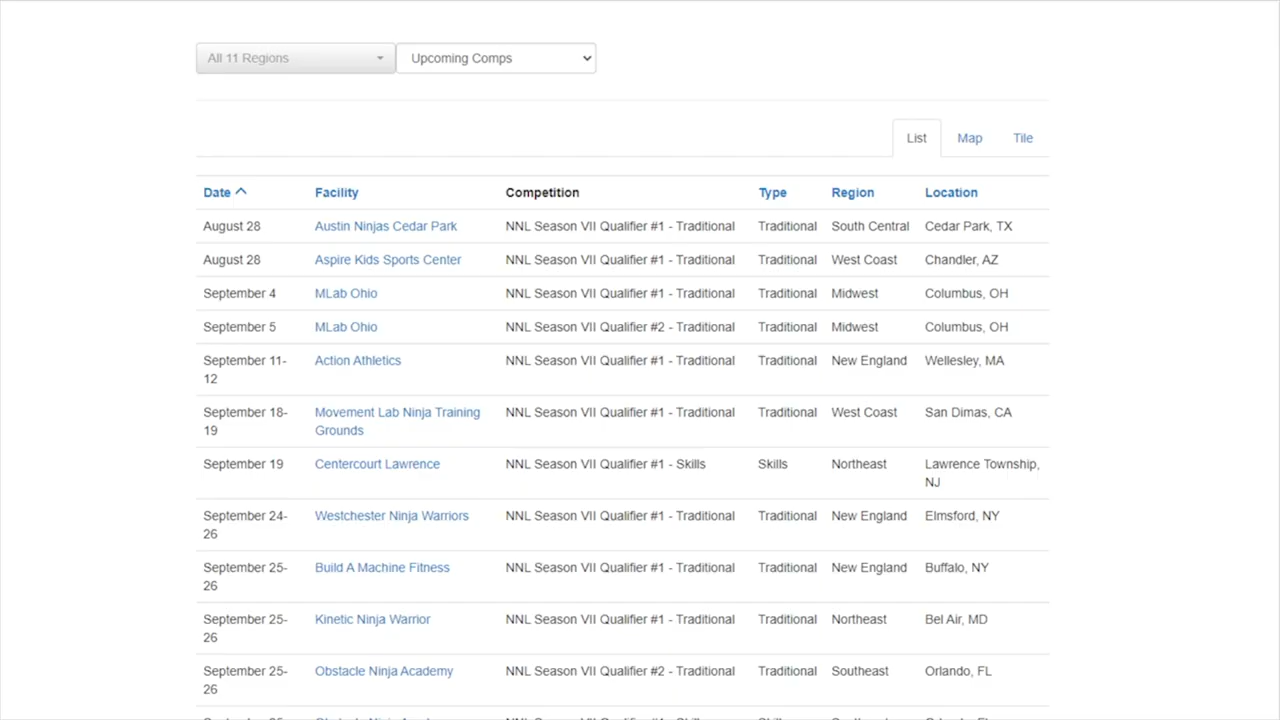 All 11 Regions Upcoming Comps
List Map Tile
Date Facility Competition Type Region Location
August 28 Austin Ninjas Cedar Park NNL Season VII Qualifier #1 - Traditional Traditional South Central Cedar Park, TX
August 28 Aspire Kids Sports Center NNL Season VII Qualifier #1 - Traditional Traditional West Coast Chandler, AZ
September 4 MLab Ohio NNL Season VII Qualifier #1 - Traditional Traditional Midwest Columbus, OH
September 5 MLab Ohio NNL Season VII Qualifier #2 - Traditional Traditional Midwest Columbus, OH
September 11- Action Athletics NNL Season VII Qualifier #1 - Traditional Traditional New England Wellesley, MA
12
September 18- Movement Lab Ninja Training NNL Season VII Qualifier #1 - Traditional Traditional West Coast San Dimas, CA
19 Grounds
September 19 Centercourt Lawrence NNL Season VII Qualifier #1 - Skills Skills Northeast Lawrence Township,
NJ
September 24- Westchester Ninja Warriors NNL Season VII Qualifier #1 - Traditional Traditional New England Elmsford, NY
26
September 25- Build A Machine Fitness NNL Season VII Qualifier #1 - Traditional Traditional New England Buffalo, NY
26
September 25- Kinetic Ninja Warrior NNL Season VII Qualifier #1 - Traditional Traditional Northeast Bel Air, MD
26
September 25- Obstacle Ninja Academy NNL Season VII Qualifier #2 - Traditional Traditional Southeast Orlando, FL
26